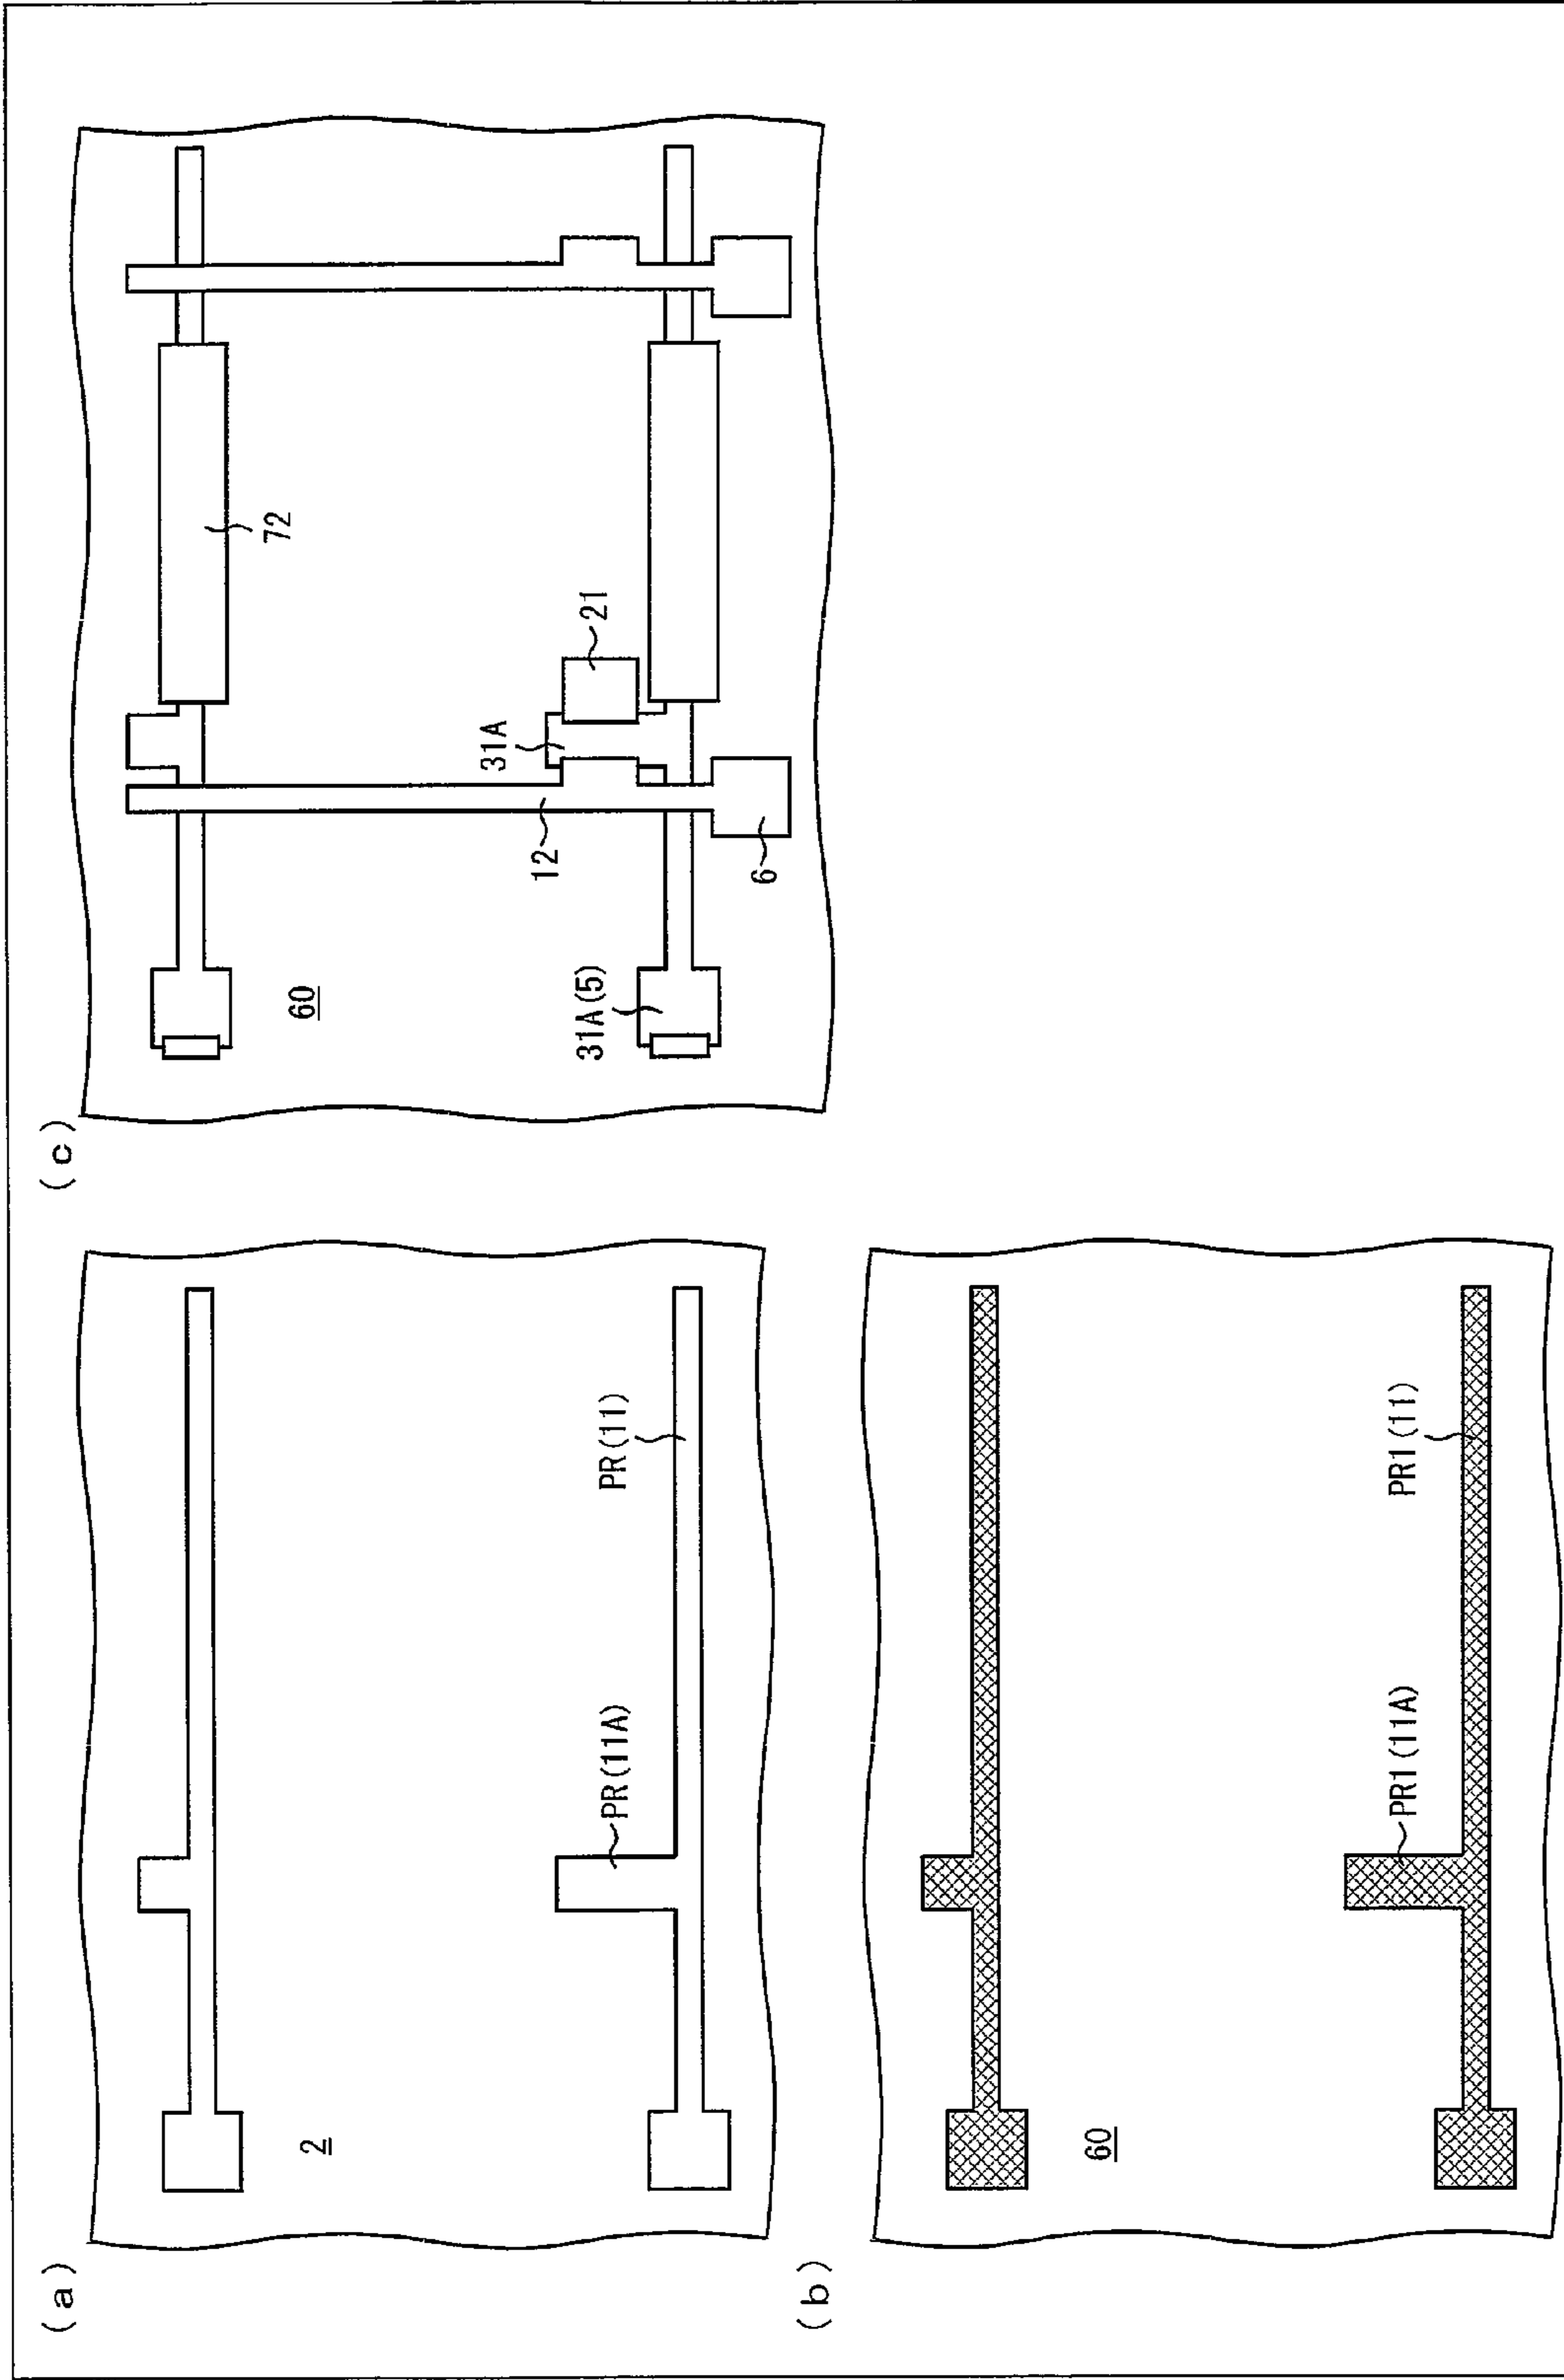 (a)
2
PR(11A)
PR(11)
(b)
60
PR1(11A)
PR1(11)
(c)
60
72
31A
21
12
31A(5)
6